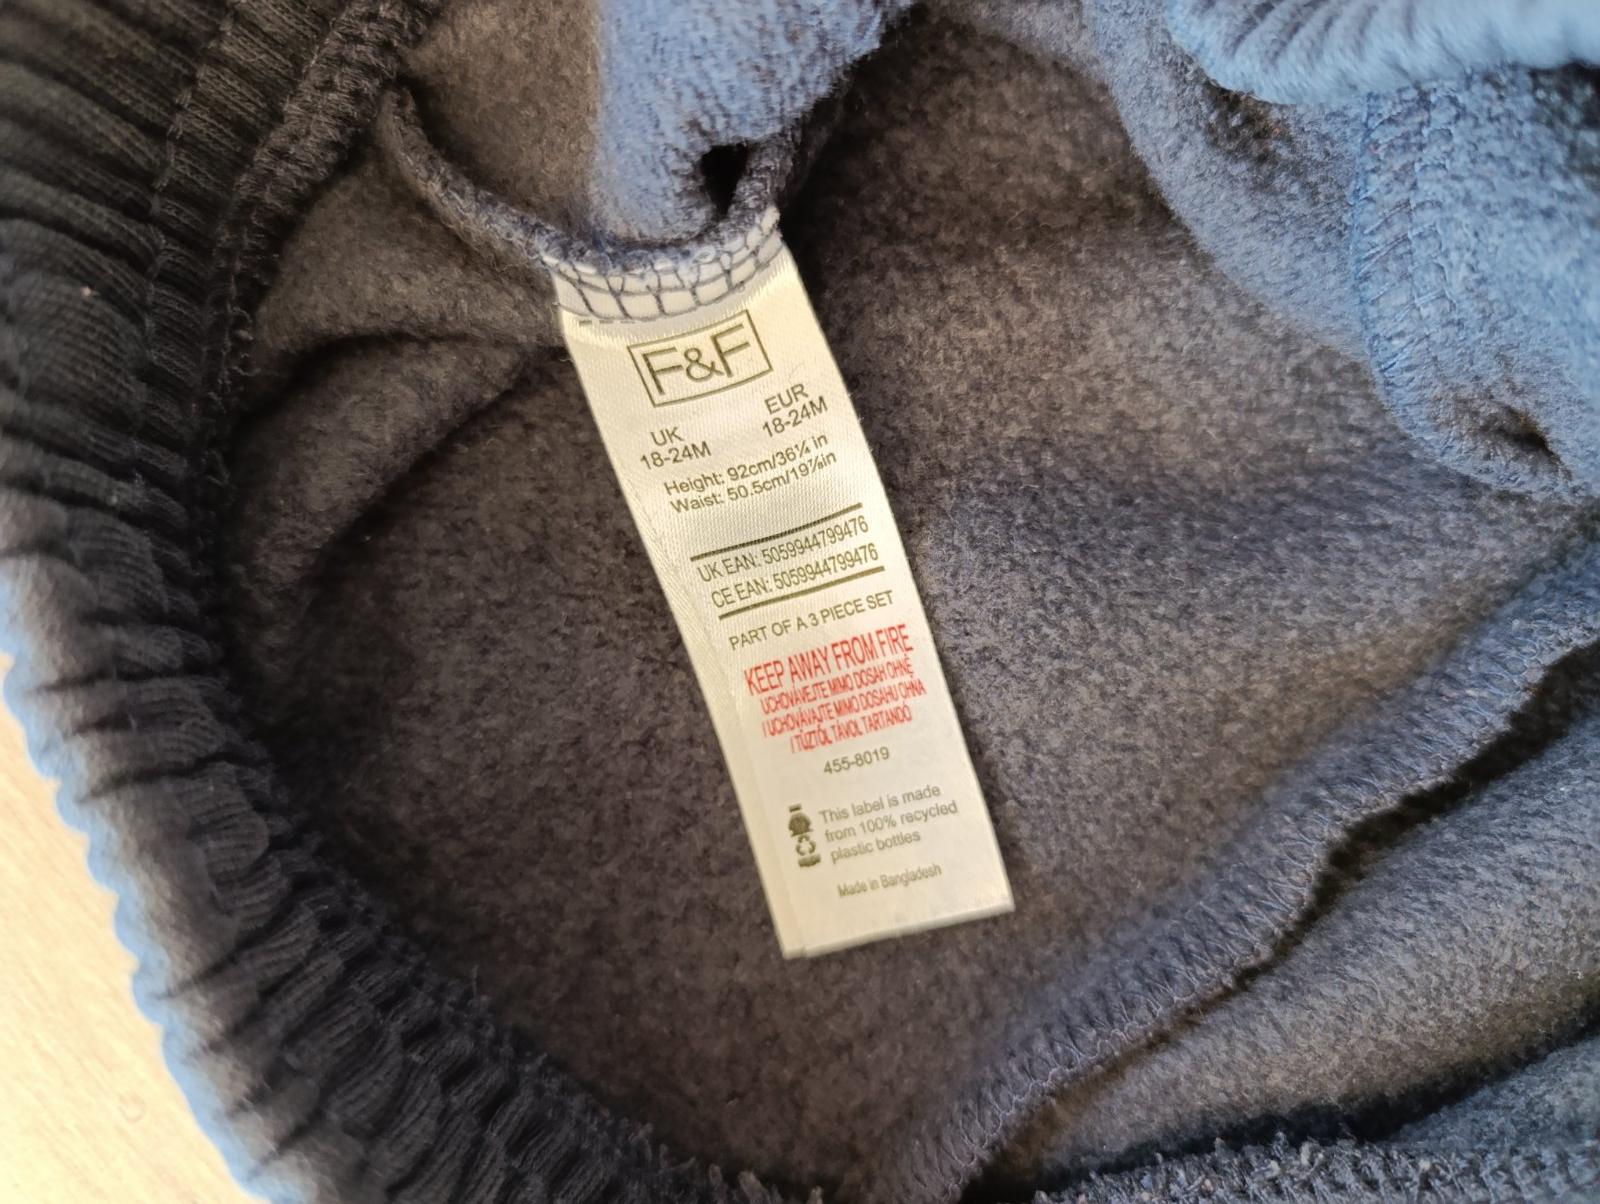 F&F
UK
18-24M
EUR
18-24M
Height: 92cm/36¼ in
Waist: 50.5cm/19⅞in
UK EAN: 5059944799476
CE EAN: 5059944799476
PART OF A 3 PIECE SET
KEEP AWAY FROM FIRE
UCHOVÁVEJTE MIMO DOSAH OHNĚ
/ UCHOVÁVAJTE MIMO DOSAHU OHŇA
/ TŰZTŐL TÁVOL TARTANDÓ
455-8019
This label is made
from 100% recycled
plastic bottles
Made in Bangladesh